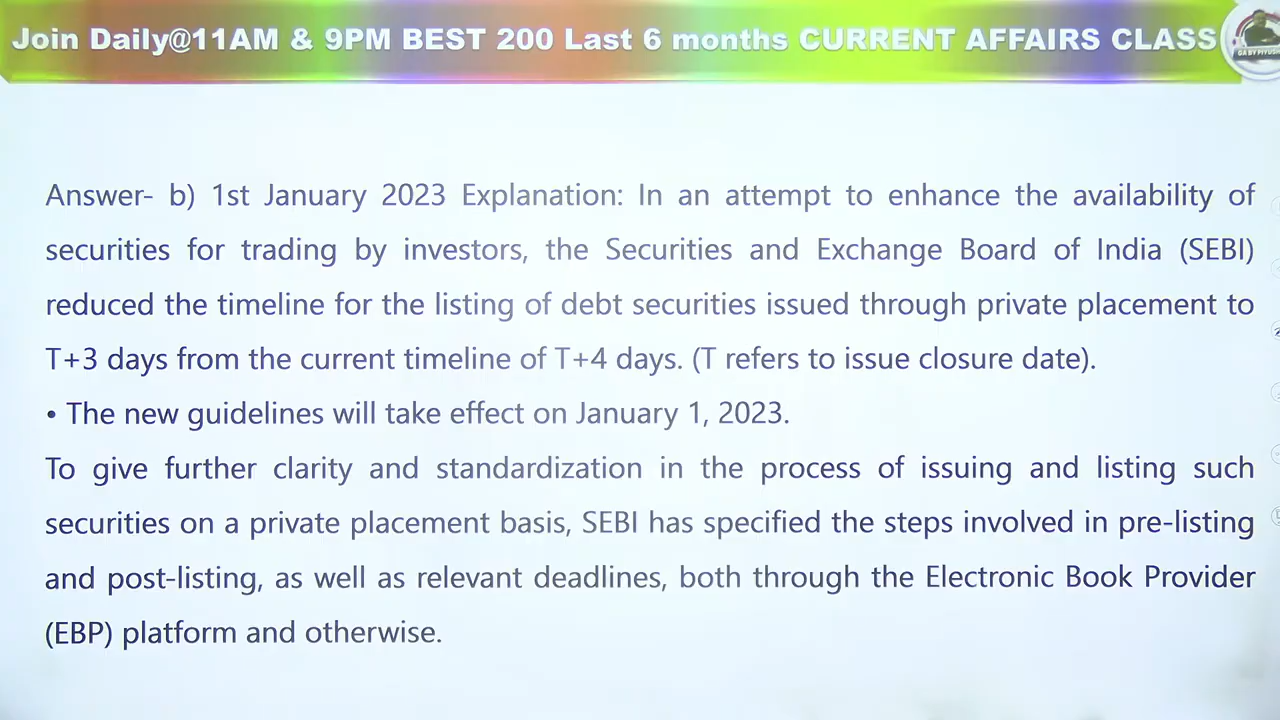 Join Daily@11AM & 9PM BEST 200 Last 6 months CURRENT AFFAIRS CLASS
GA BY PIYUSH
Answer- b) 1st January 2023 Explanation: In an attempt to enhance the availability of
securities for trading by investors, the Securities and Exchange Board of India (SEBI)
reduced the timeline for the listing of debt securities issued through private placement to
T+3 days from the current timeline of T+4 days. (T refers to issue closure date).
• The new guidelines will take effect on January 1, 2023.
To give further clarity and standardization in the process of issuing and listing such
securities on a private placement basis, SEBI has specified the steps involved in pre-listing
and post-listing, as well as relevant deadlines, both through the Electronic Book Provider
(EBP) platform and otherwise.